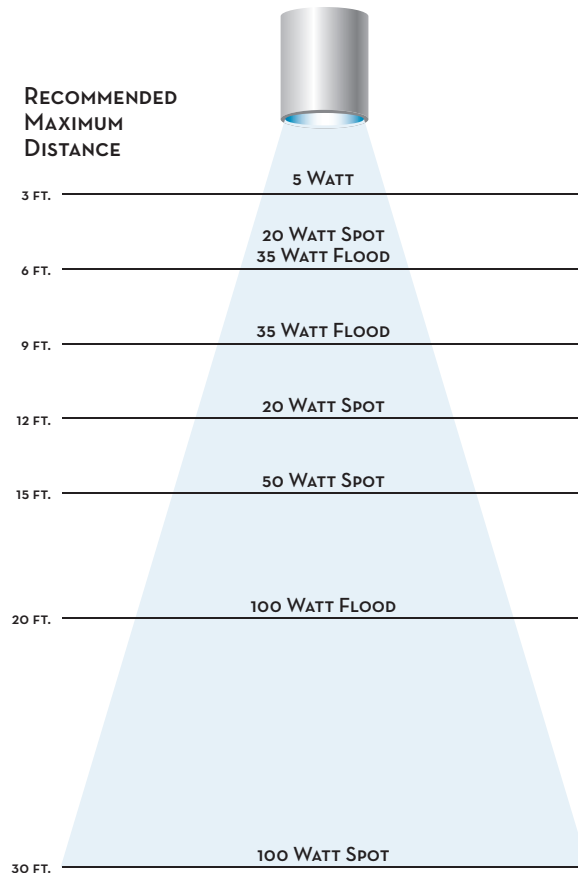 Recommended
Maximum
Distance
5 Watt
3 ft.
20 Watt Spot
35 Watt Flood
6 ft.
35 Watt Flood
9 ft.
20 Watt Spot
12 ft.
50 Watt Spot
15 ft.
100 Watt Flood
20 ft.
100 Watt Spot
30 ft.